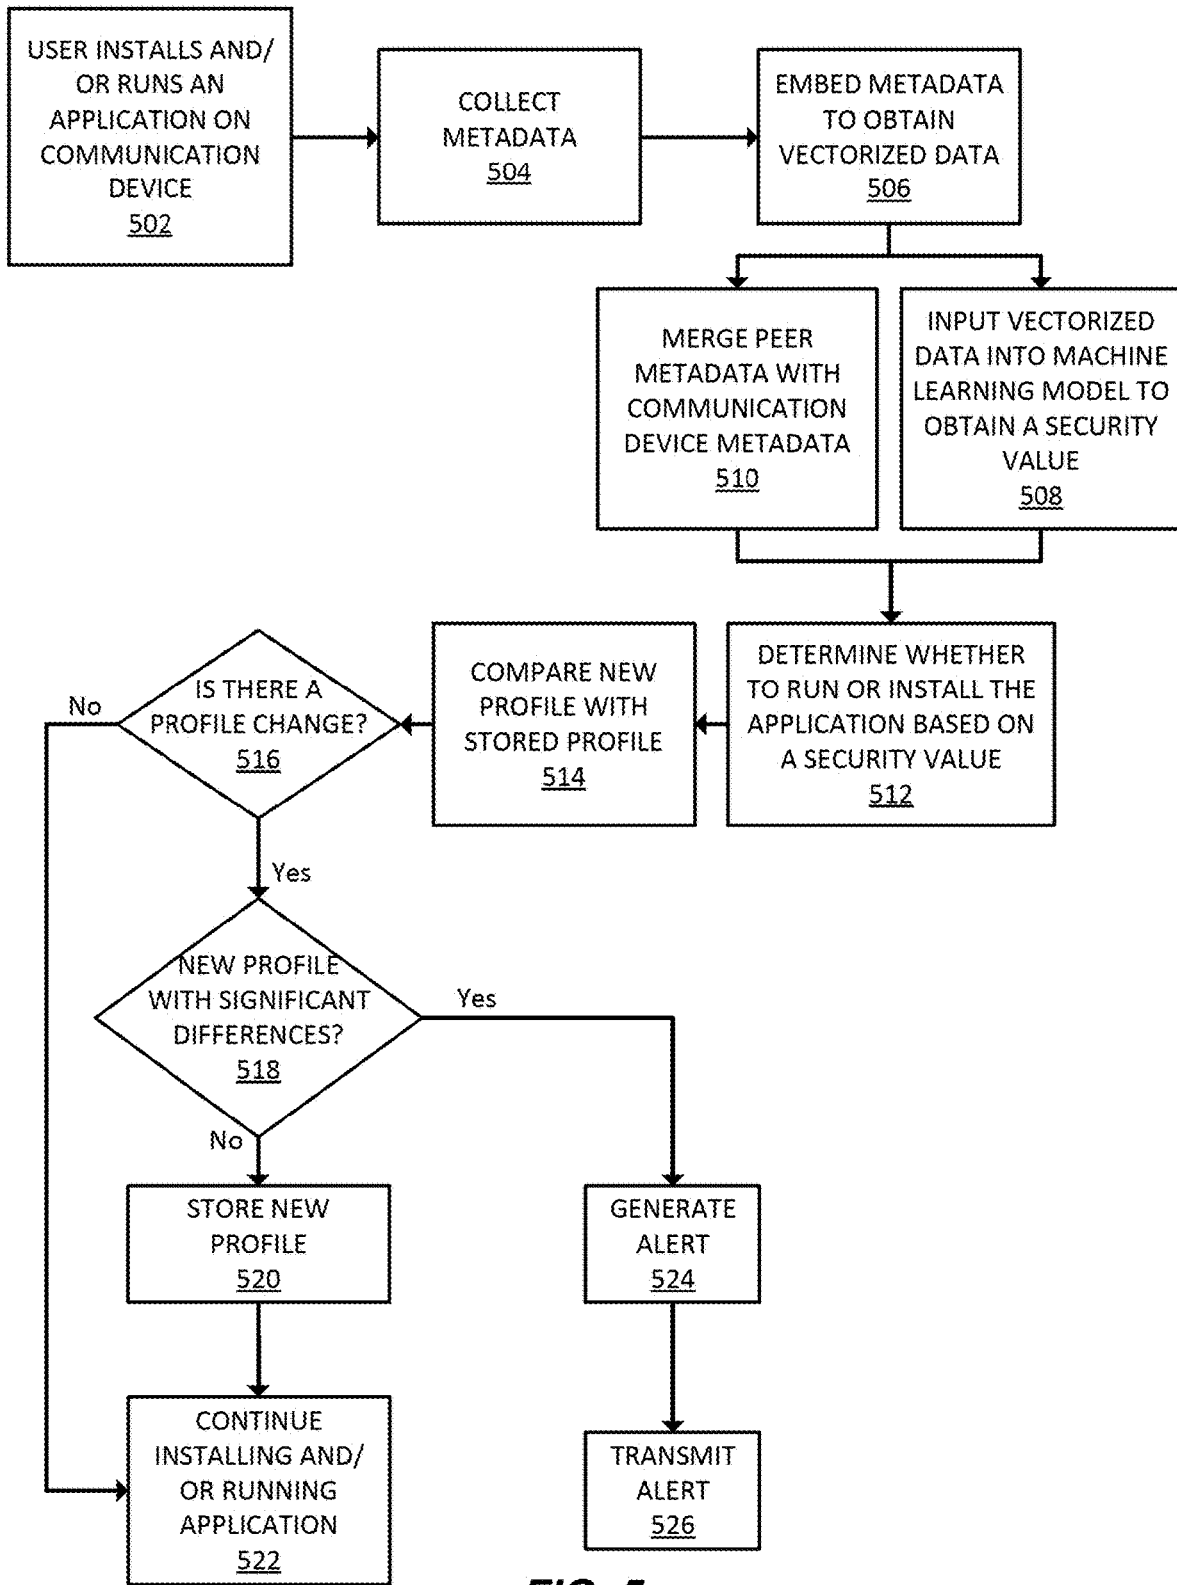 USER INSTALLS AND/
OR RUNS AN
APPLICATION ON
COMMUNICATION
DEVICE
502
COLLECT
METADATA
504
EMBED METADATA
TO OBTAIN
VECTORIZED DATA
506
MERGE PEER
METADATA WITH
COMMUNICATION
DEVICE METADATA
510
INPUT VECTORIZED
DATA INTO MACHINE
LEARNING MODEL TO
OBTAIN A SECURITY
VALUE
508
DETERMINE WHETHER
TO RUN OR INSTALL THE
APPLICATION BASED ON
A SECURITY VALUE
512
COMPARE NEW
PROFILE WITH
STORED PROFILE
514
IS THERE A
PROFILE CHANGE?
516
No
Yes
NEW PROFILE
WITH SIGNIFICANT
DIFFERENCES?
518
Yes
No
STORE NEW
PROFILE
520
GENERATE
ALERT
524
CONTINUE
INSTALLING AND/
OR RUNNING
APPLICATION
522
TRANSMIT
ALERT
526
FIG. 5